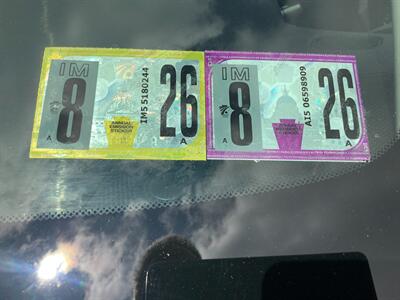 IM
8
A
ANNUAL
EMISSION
STICKER
IM5 5180244
26
A
IM
8
A
AI5 06598909
26
A